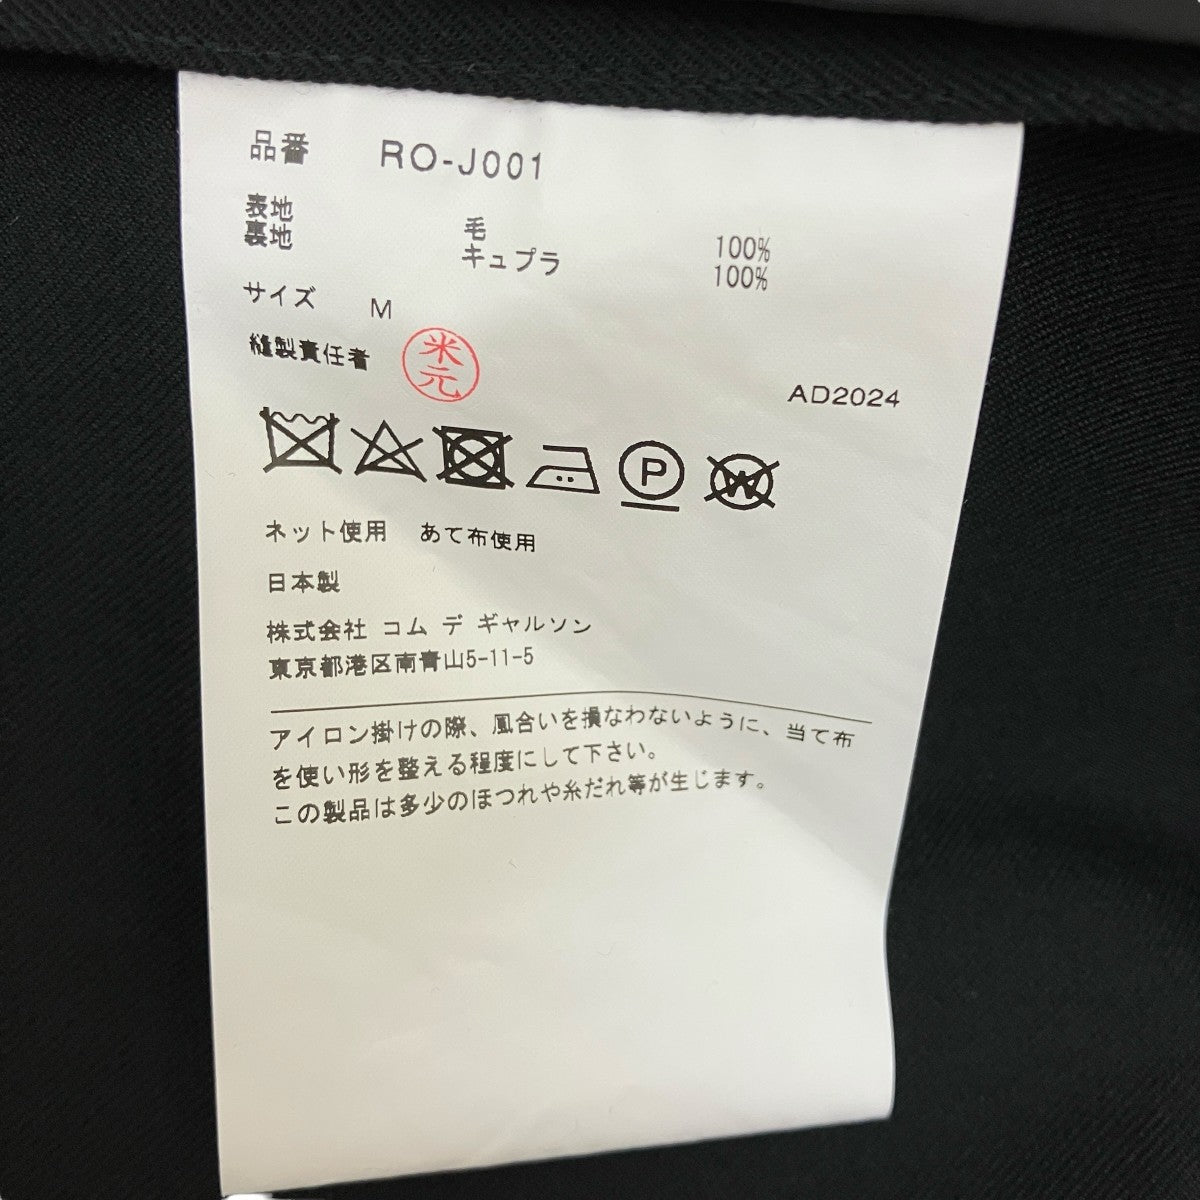 品番 RO-J001
表地 毛 100%
裏地 キュプラ 100%
サイズ M
縫製責任者 米元
AD2024
P W
ネット使用 あて布使用
日本製
株式会社 コム デ ギャルソン
東京都港区南青山5-11-5
アイロン掛けの際、風合いを損なわないように、当て布
を使い形を整える程度にして下さい。
この製品は多少のほつれや糸だれ等が生じます。